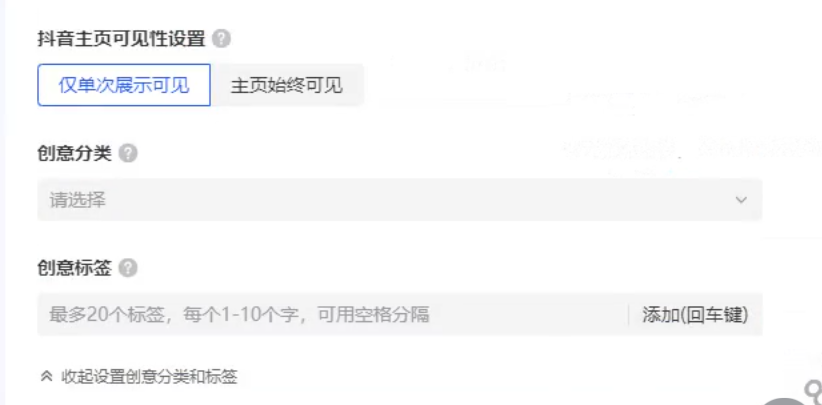 抖音主页可见性设置
仅单次展示可见 主页始终可见
创意分类
请选择
创意标签
最多20个标签，每个1-10个字，可用空格分隔 添加(回车键)
收起设置创意分类和标签